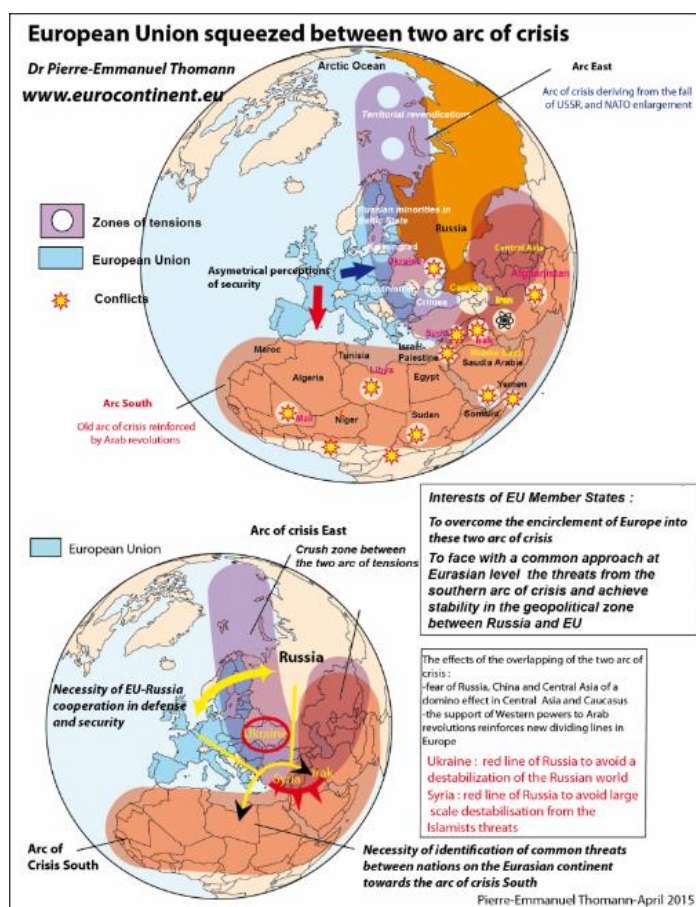 European Union squeezed between two arc of crisis
Dr Pierre-Emmanuel Thomann
www.eurocontinent.eu
Arctic Ocean
Arc East
Arc of crisis deriving from the fall
of USSR, and NATO enlargement
Territorial revendications
Zones of tensions
European Union
Conflicts
Russian minorities in
Baltic State
Russia
Asymetrical perceptions
of security
Ukraine
Central Asia
Afghanistan
Iran
Crimea
Syria
Irak
Israel
Palestine
Middle East
Saudi Arabie
Maroc
Tunisia
Algeria
Libya
Egypt
Yemen
Mali
Niger
Sudan
Somalia
Arc South
Old arc of crisis reinforced
by Arab revolutions
Interests of EU Member States :
To overcome the encirclement of Europe into
these two arc of crisis
To face with a common approach at
Eurasian level the threats from the
southern arc of crisis and achieve
stability in the geopolitical zone
between Russia and EU
European Union
Arc of crisis East
Crush zone between
the two arc of tensions
Russia
Necessity of EU-Russia
cooperation in defense
and security
Ukraine
Syria
Irak
The effects of the overlapping of the two arc of
crisis :
-fear of Russia, China and Central Asia of a
domino effect in Central Asia and Caucasus
-the support of Western powers to Arab
revolutions reinforces new dividing lines in
Europe
Ukraine : red line of Russia to avoid a
destabilization of the Russian world
Syria : red line of Russia to avoid large
scale destabilisation from the
Islamists threats
Arc of
Crisis South
Necessity of identification of common threats
between nations on the Eurasian continent
towards the arc of crisis South
Pierre-Emmanuel Thomann-April 2015